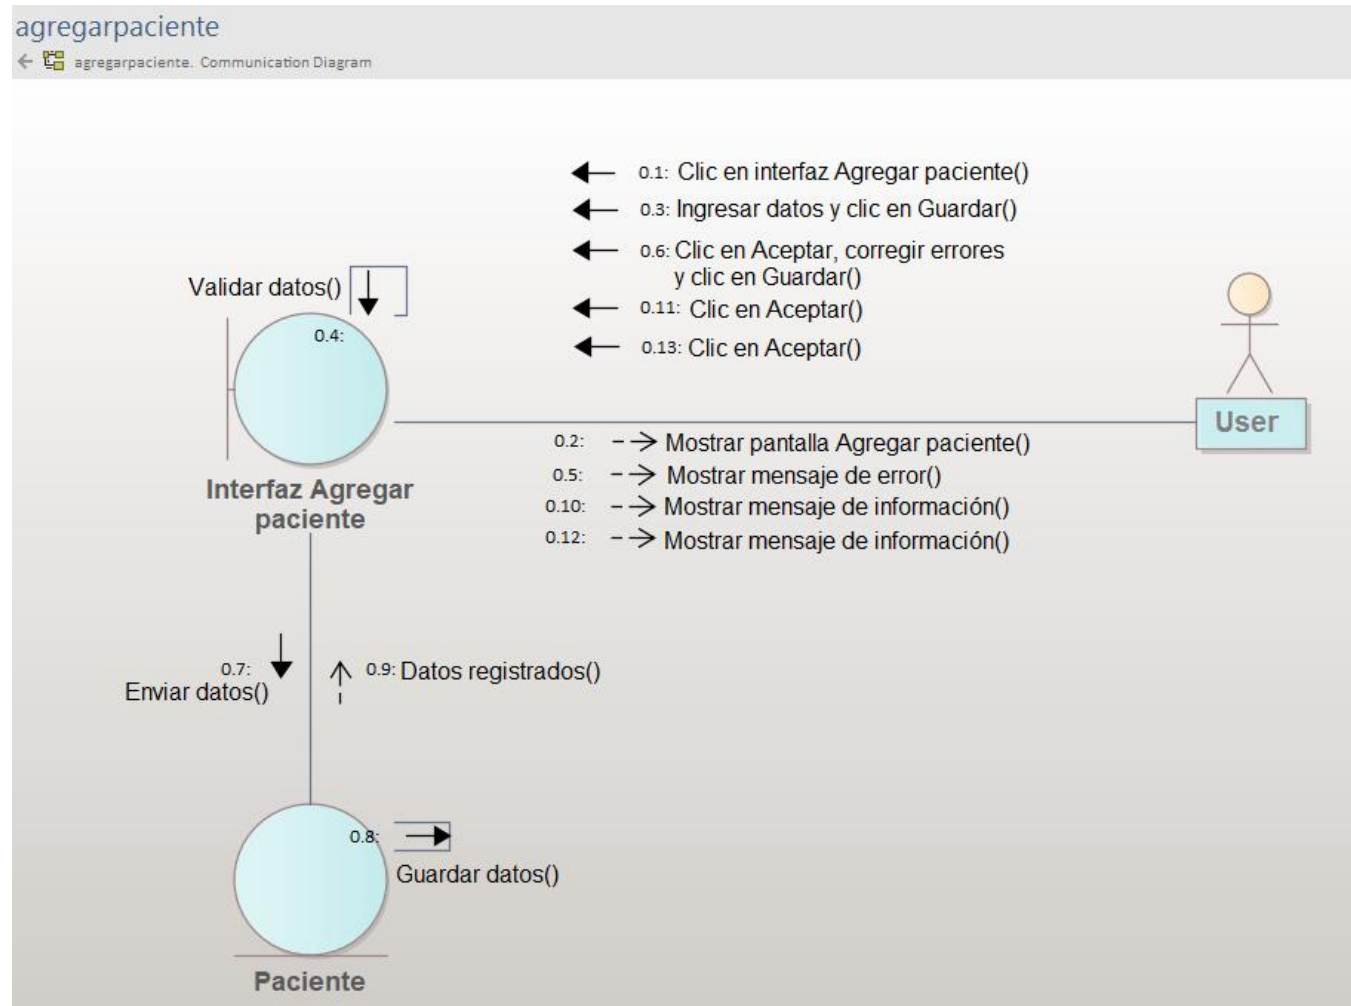 agregarpaciente
agregarpaciente. Communication Diagram
0.1: Clic en interfaz Agregar paciente()
0.3: Ingresar datos y clic en Guardar()
0.6: Clic en Aceptar, corregir errores
y clic en Guardar()
0.11: Clic en Aceptar()
0.13: Clic en Aceptar()
Validar datos()
0.4:
User
0.2: Mostrar pantalla Agregar paciente()
0.5: Mostrar mensaje de error()
0.10: Mostrar mensaje de información()
0.12: Mostrar mensaje de información()
Interfaz Agregar
paciente
0.7:
Enviar datos()
0.9: Datos registrados()
0.8:
Guardar datos()
Paciente